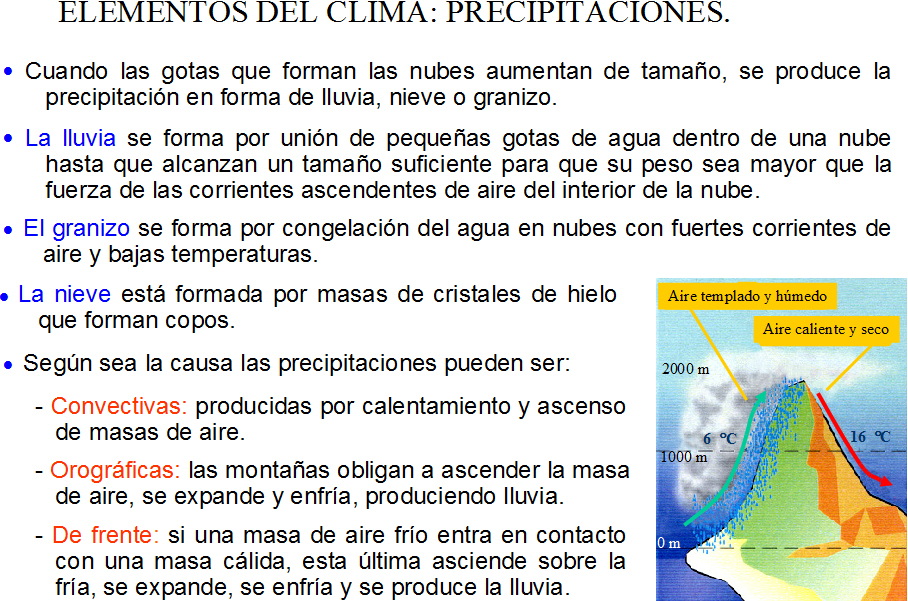 ELEMENTOS DEL CLIMA: PRECIPITACIONES.
• Cuando las gotas que forman las nubes aumentan de tamaño, se produce la
precipitación en forma de lluvia, nieve o granizo.
• La lluvia se forma por unión de pequeñas gotas de agua dentro de una nube
hasta que alcanzan un tamaño suficiente para que su peso sea mayor que la
fuerza de las corrientes ascendentes de aire del interior de la nube.
• El granizo se forma por congelación del agua en nubes con fuertes corrientes de
aire y bajas temperaturas.
• La nieve está formada por masas de cristales de hielo
que forman copos.
• Según sea la causa las precipitaciones pueden ser:
- Convectivas: producidas por calentamiento y ascenso
de masas de aire.
- Orográficas: las montañas obligan a ascender la masa
de aire, se expande y enfría, produciendo lluvia.
- De frente: si una masa de aire frío entra en contacto
con una masa cálida, esta última asciende sobre la
fría, se expande, se enfría y se produce la lluvia.
Aire templado y húmedo
Aire caliente y seco
2000 m
6 ºC
16 ºC
1000 m
0 m